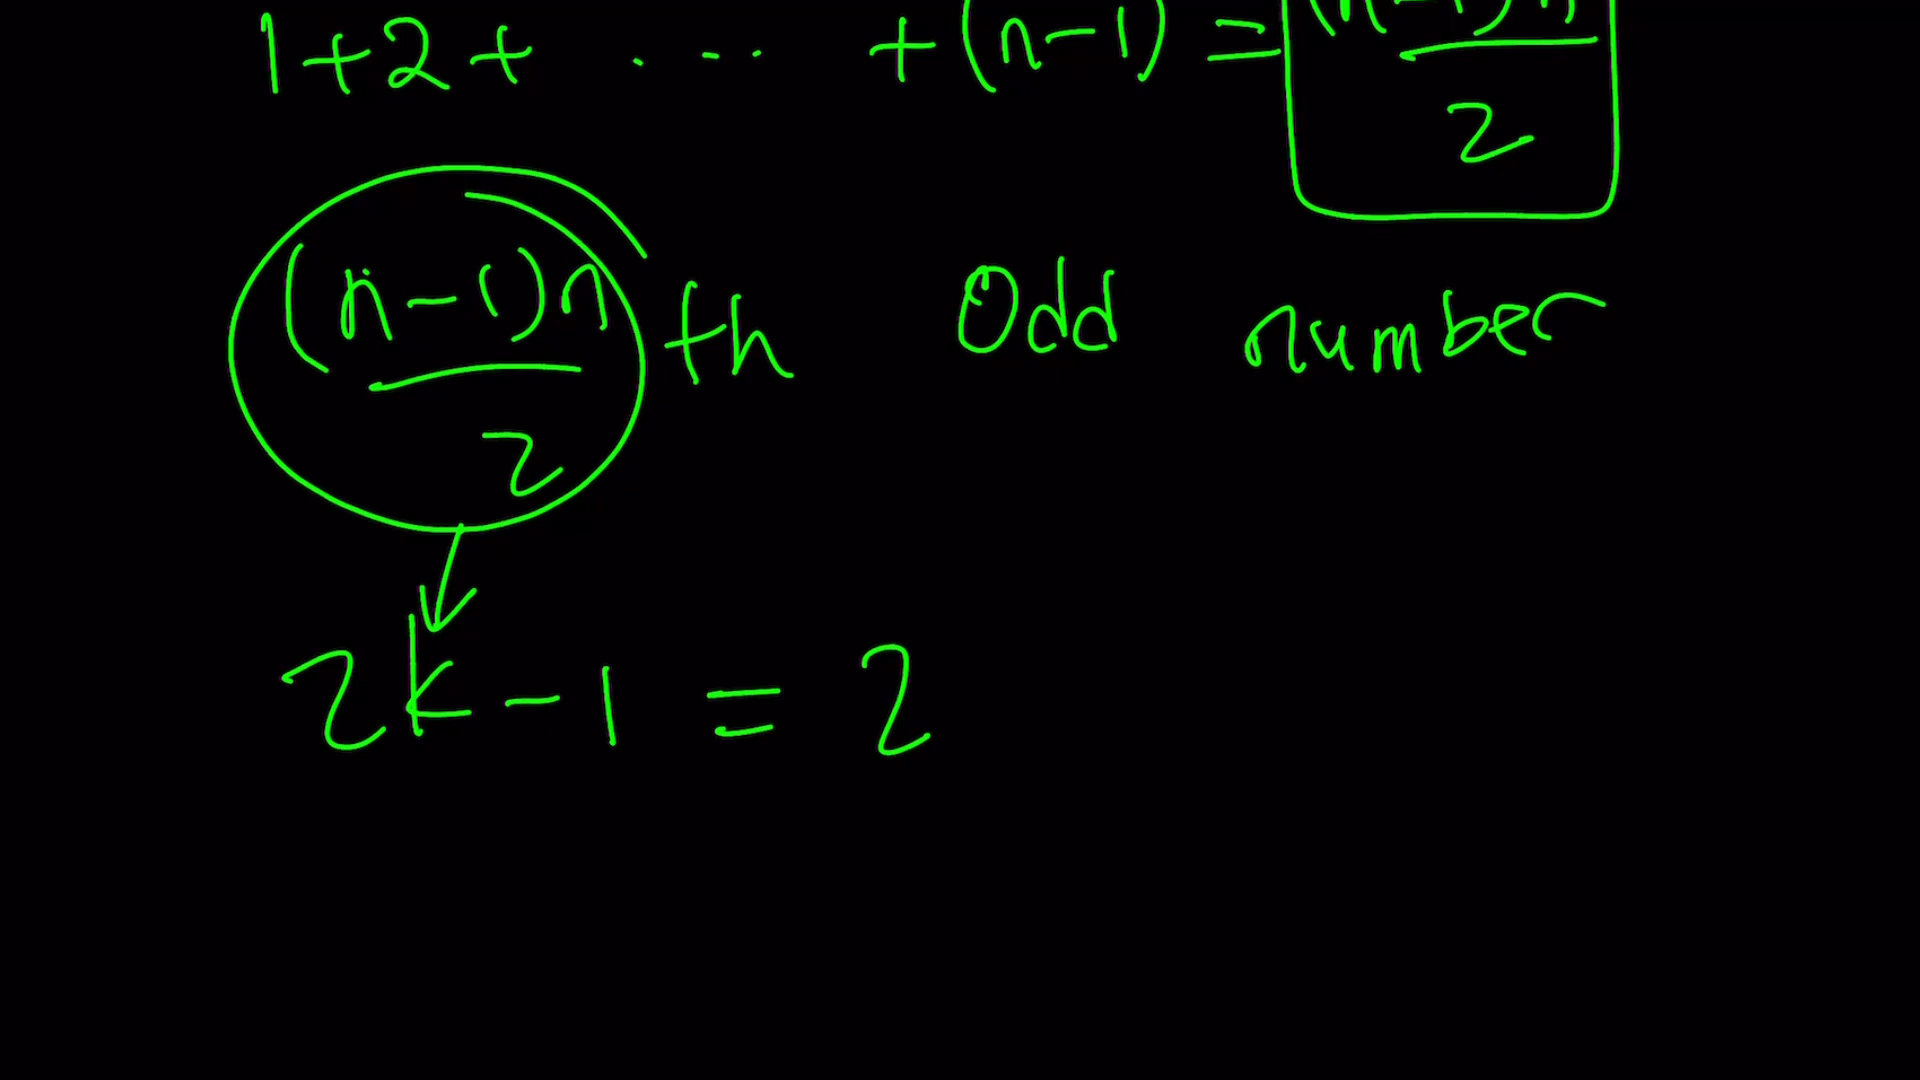 1+2+ . -- . +(n-1) = (n-1)n/2
(n-1)n/2 th Odd number
2k-1 = 2